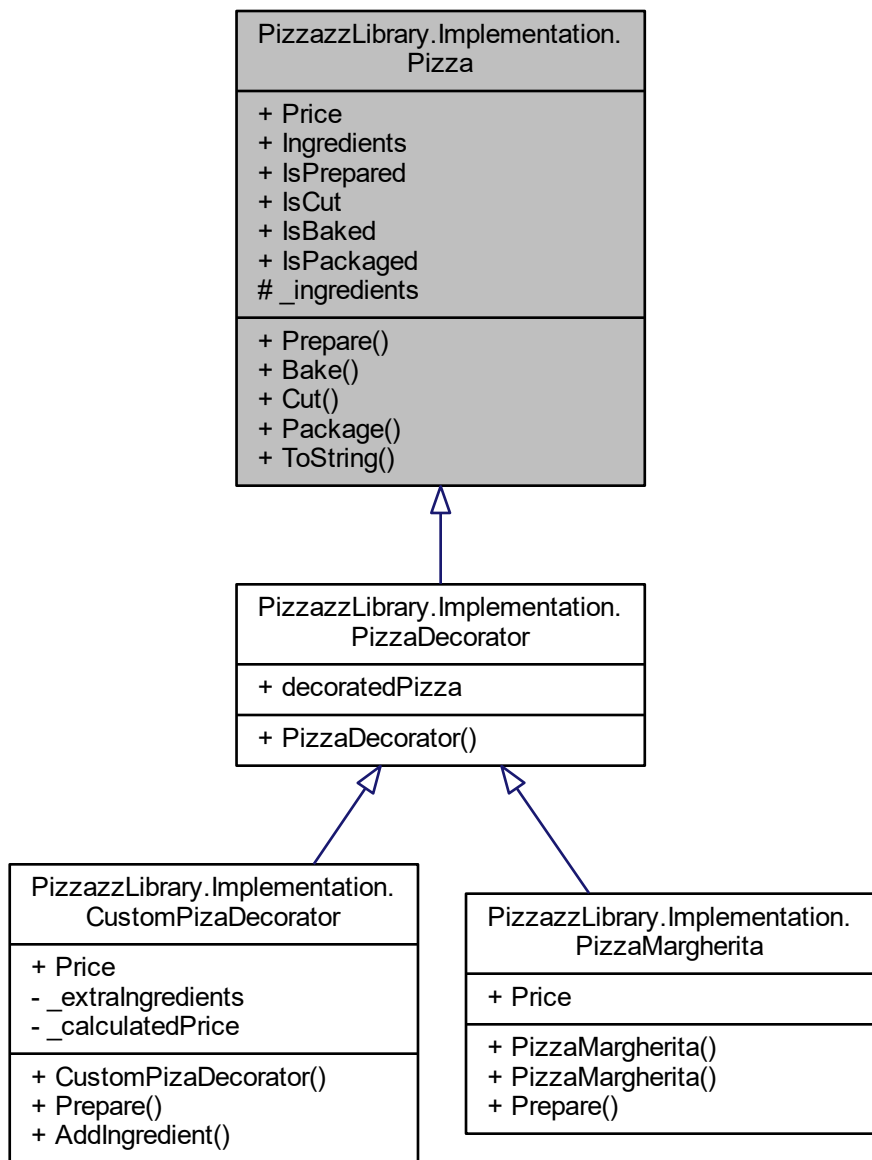 PizzazzLibrary.Implementation.
Pizza
+ Price
+ Ingredients
+ IsPrepared
+ IsCut
+ IsBaked
+ IsPackaged
# _ingredients
+ Prepare()
+ Bake()
+ Cut()
+ Package()
+ ToString()
PizzazzLibrary.Implementation.
PizzaDecorator
+ decoratedPizza
+ PizzaDecorator()
PizzazzLibrary.Implementation.
CustomPizaDecorator
+ Price
- _extraIngredients
- _calculatedPrice
+ CustomPizaDecorator()
+ Prepare()
+ AddIngredient()
PizzazzLibrary.Implementation.
PizzaMargherita
+ Price
+ PizzaMargherita()
+ PizzaMargherita()
+ Prepare()